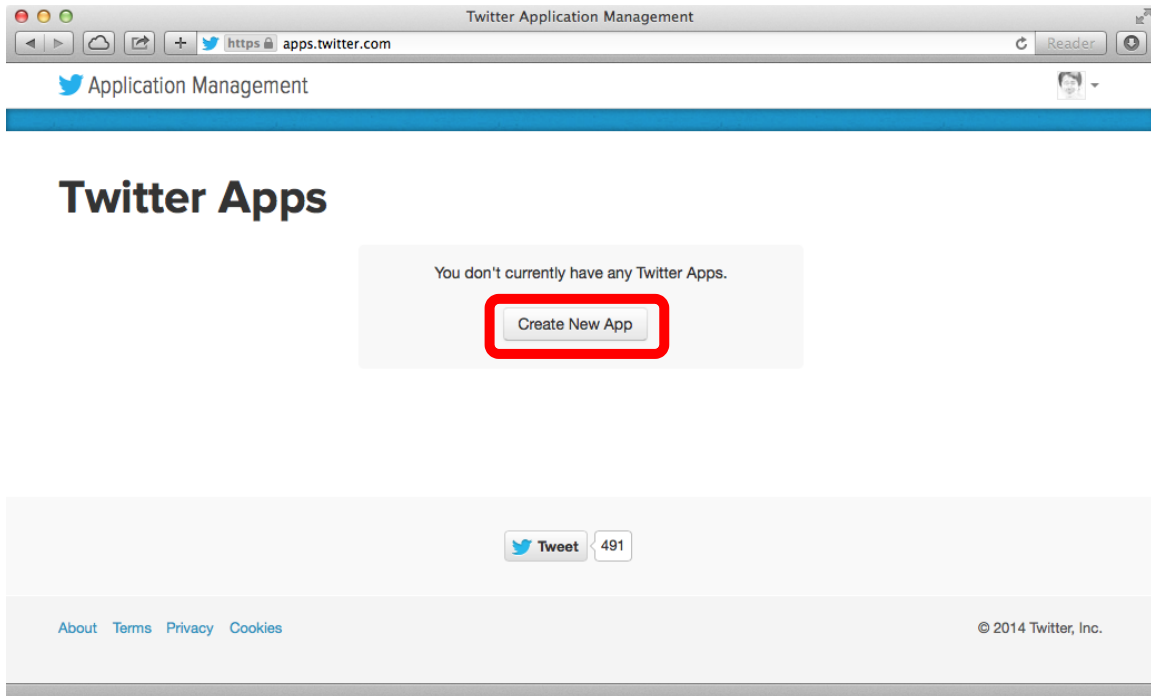 Twitter Application Management
https apps.twitter.com
Reader
Application Management
Twitter Apps
You don't currently have any Twitter Apps.
Create New App
Tweet 491
About Terms Privacy Cookies
© 2014 Twitter, Inc.